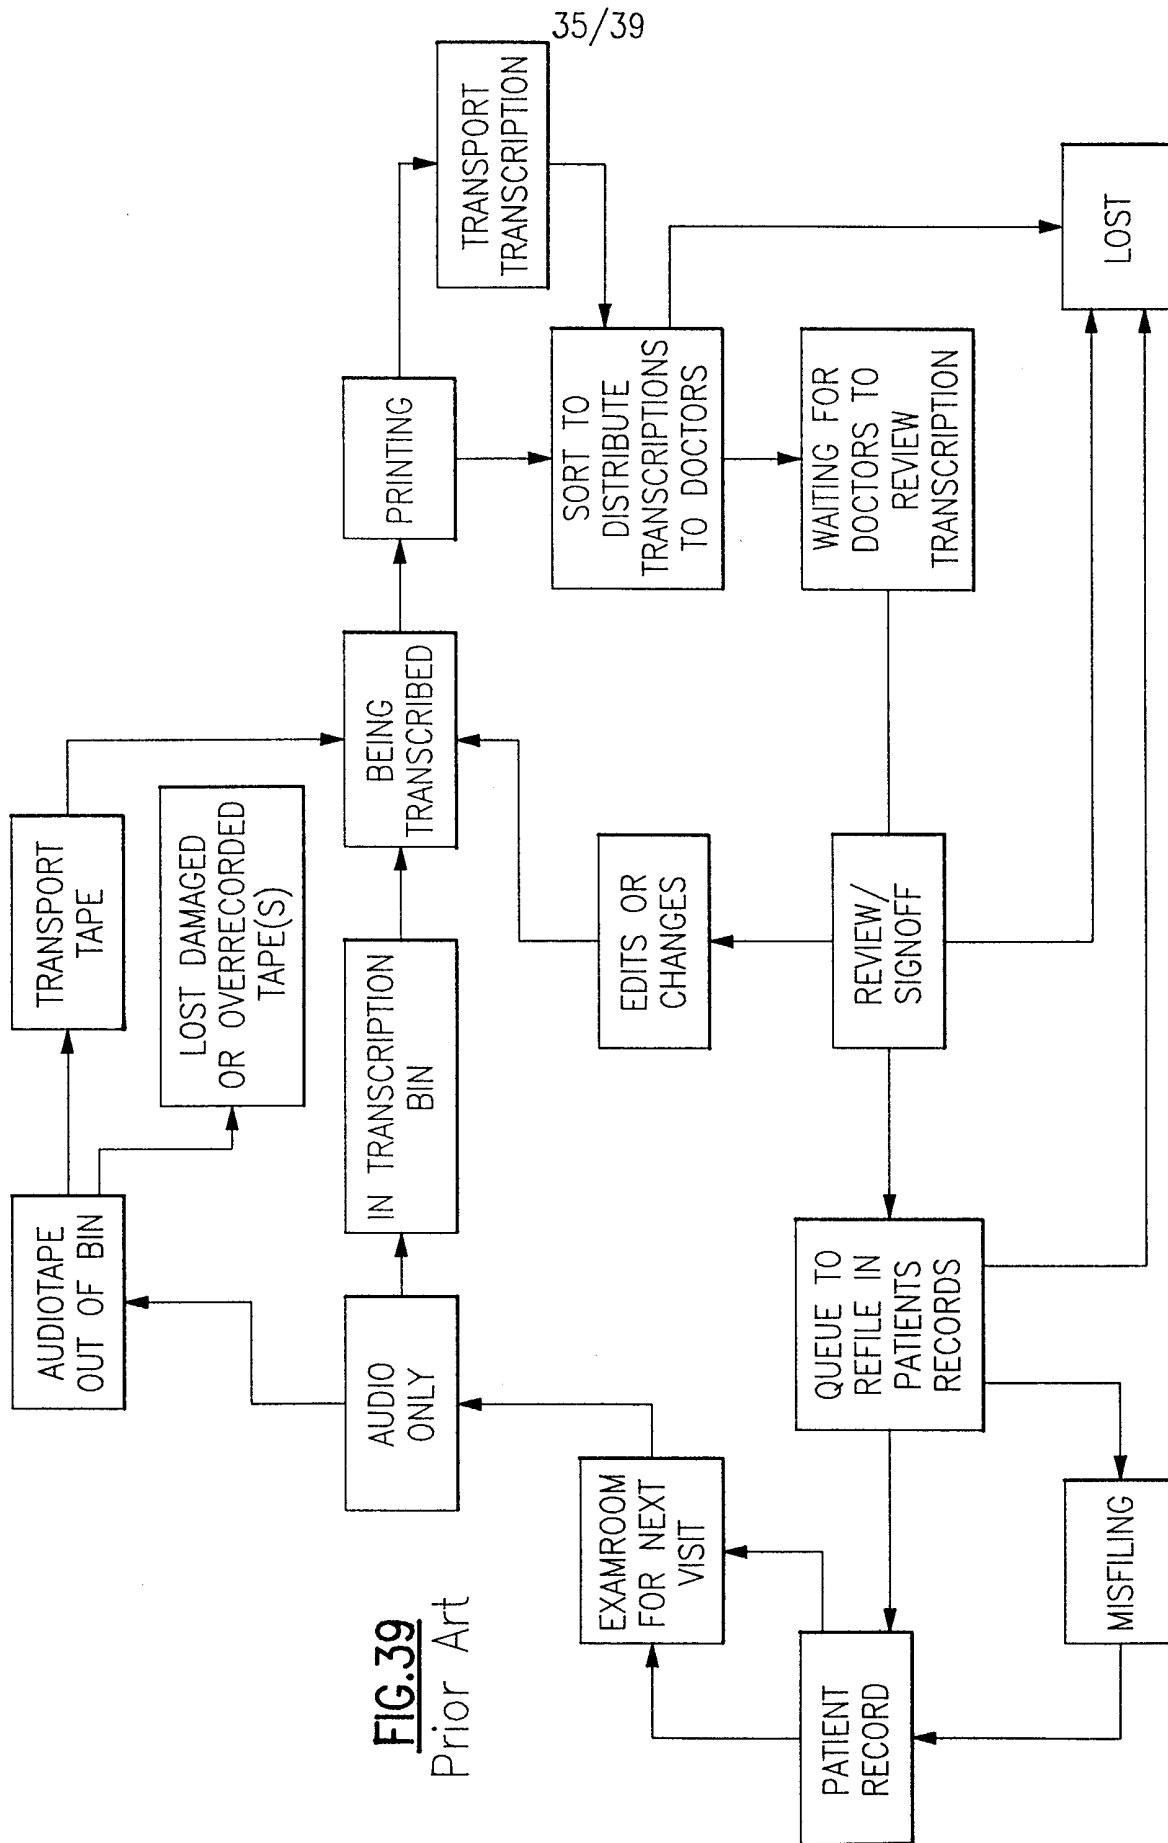 35/39
AUDIOTAPE
OUT OF BIN
TRANSPORT
TAPE
LOST DAMAGED
OR OVERRECORDED
TAPE(S)
AUDIO
ONLY
IN TRANSCRIPTION
BIN
BEING
TRANSCRIBED
PRINTING
TRANSPORT
TRANSCRIPTION
EXAMROOM
FOR NEXT
VISIT
EDITS OR
CHANGES
SORT TO
DISTRIBUTE
TRANSCRIPTIONS
TO DOCTORS
PATIENT
RECORD
QUEUE TO
REFILE IN
PATIENTS
RECORDS
REVIEW/
SIGNOFF
WAITING FOR
DOCTORS TO
REVIEW
TRANSCRIPTION
MISFILING
LOST
FIG.39
Prior Art